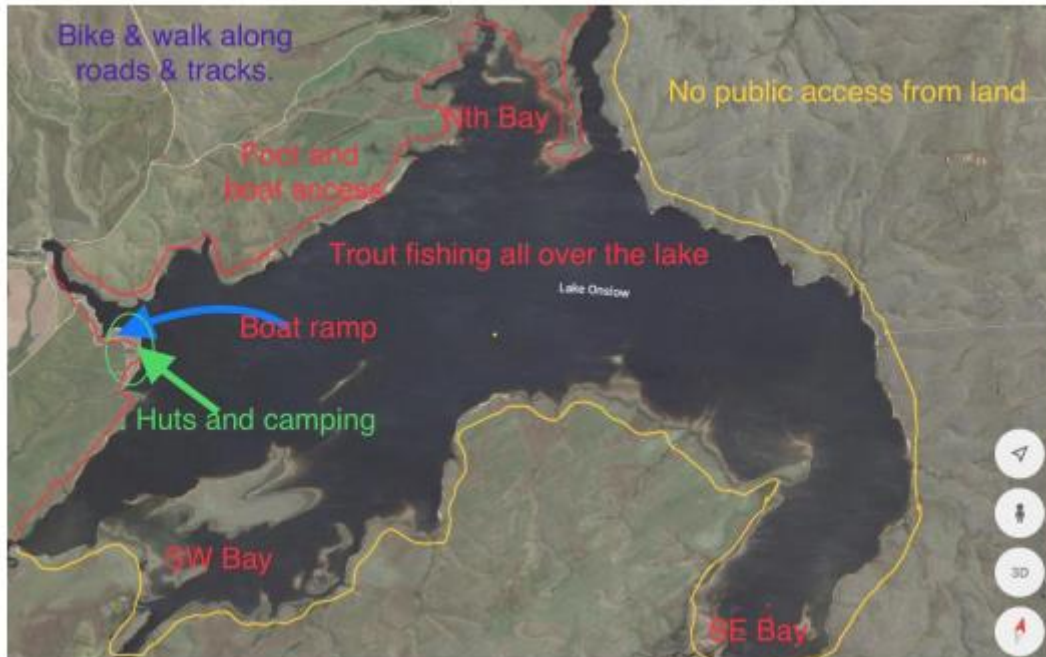 Bike & walk along
roads & tracks.
No public access from land
Nth Bay
Foot and
boat access
Trout fishing all over the lake
Lake Onslow
Boat ramp
Huts and camping
SW Bay
SE Bay
3D